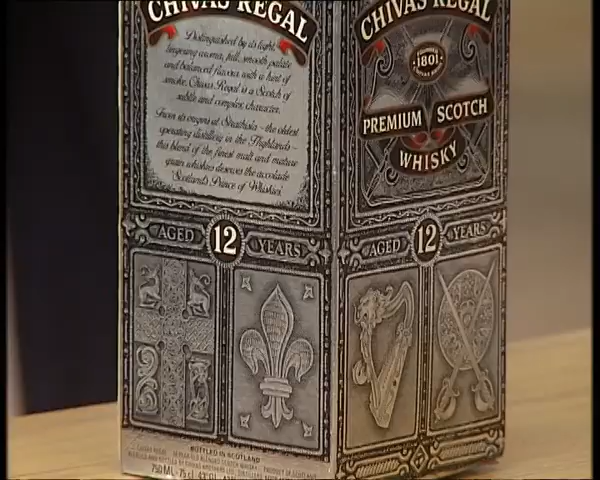 CHIVAS REGAL
Distinguished by its light,
lingering aroma, full, smooth palate
and balanced flavour with a hint of
smoke, Chivas Regal is a Scotch of
subtle and complex character.
From its origins at Strathisla – the oldest
operating distillery in the Highlands –
this blend of the finest malt and mature
grain whiskies deserves the accolade
'Scotland's Prince of Whiskies'.
AGED 12 YEARS
BOTTLED IN SCOTLAND
750 ML - 75 cl
CHIVAS REGAL
1801
PREMIUM SCOTCH
WHISKY
AGED 12 YEARS